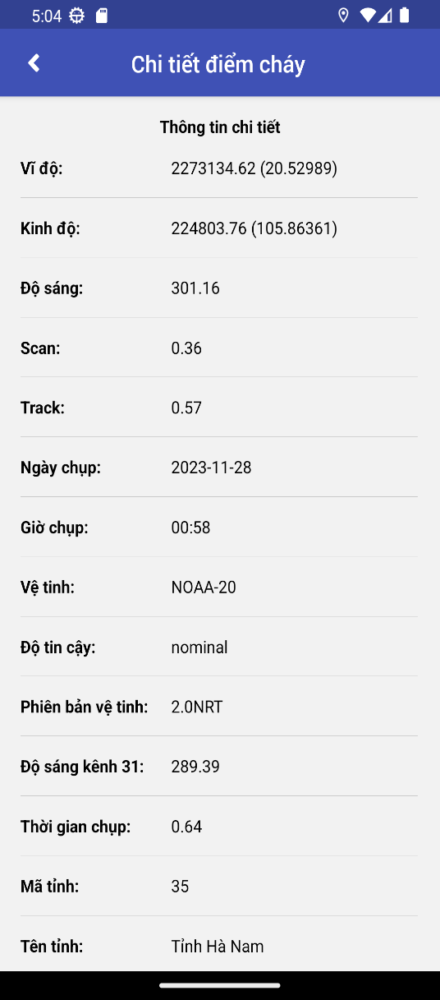 5:04
Chi tiết điểm cháy
Thông tin chi tiết
Vĩ độ: 2273134.62 (20.52989)
Kinh độ: 224803.76 (105.86361)
Độ sáng: 301.16
Scan: 0.36
Track: 0.57
Ngày chụp: 2023-11-28
Giờ chụp: 00:58
Vệ tinh: NOAA-20
Độ tin cậy: nominal
Phiên bản vệ tinh: 2.0NRT
Độ sáng kênh 31: 289.39
Thời gian chụp: 0.64
Mã tỉnh: 35
Tên tỉnh: Tỉnh Hà Nam